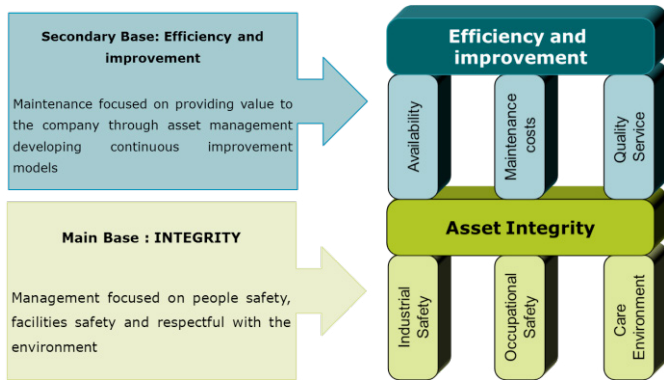 Secondary Base: Efficiency and
improvement
Maintenance focused on providing value to
the company through asset management
developing continuous improvement
models
Efficiency and
improvement
Availability
Maintenance
costs
Quality
Service
Main Base : INTEGRITY
Management focused on people safety,
facilities safety and respectful with the
environment
Asset Integrity
Industrial
Safety
Occupational
Safety
Care
Environment